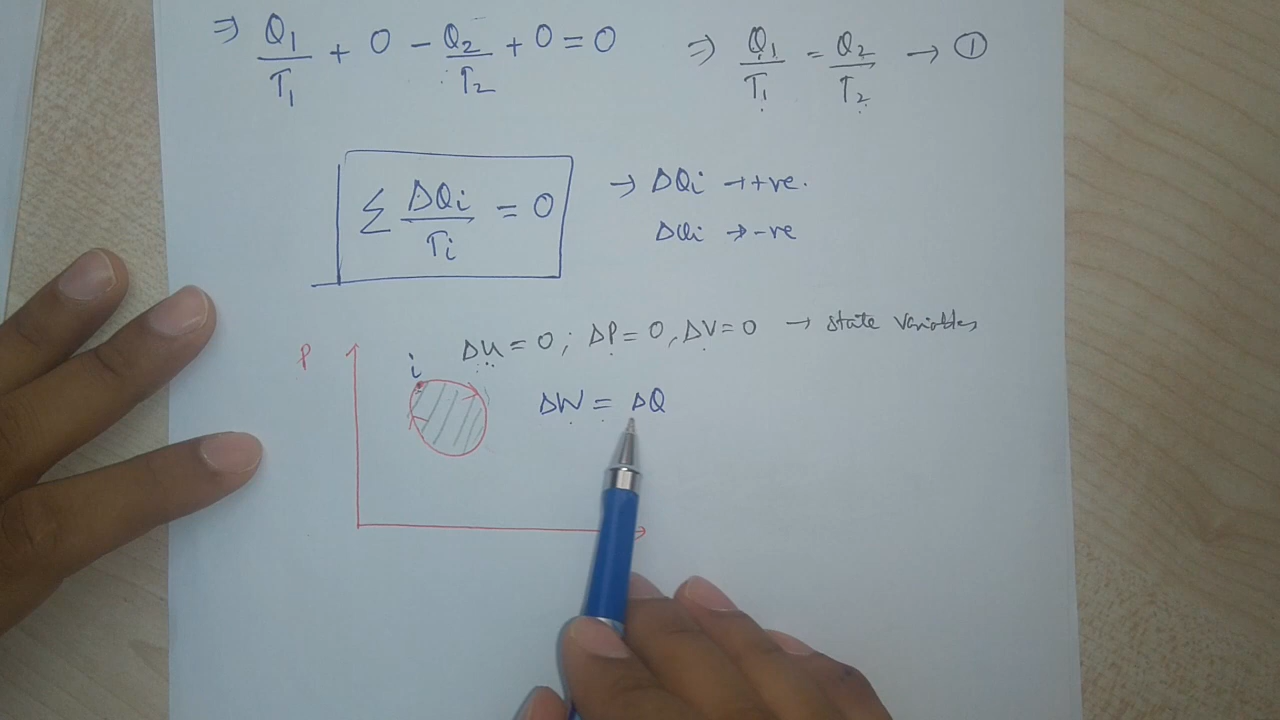 ⇒ Q1/T1 + 0 - Q2/T2 + 0 = 0 ⇒ Q1/T1 = Q2/T2 → ①
Σ ΔQi/Ti = 0 → ΔQi → +ve.
ΔQi → -ve
ΔU = 0; ΔP = 0, ΔV = 0 → state variables
P i
ΔW = ΔQ